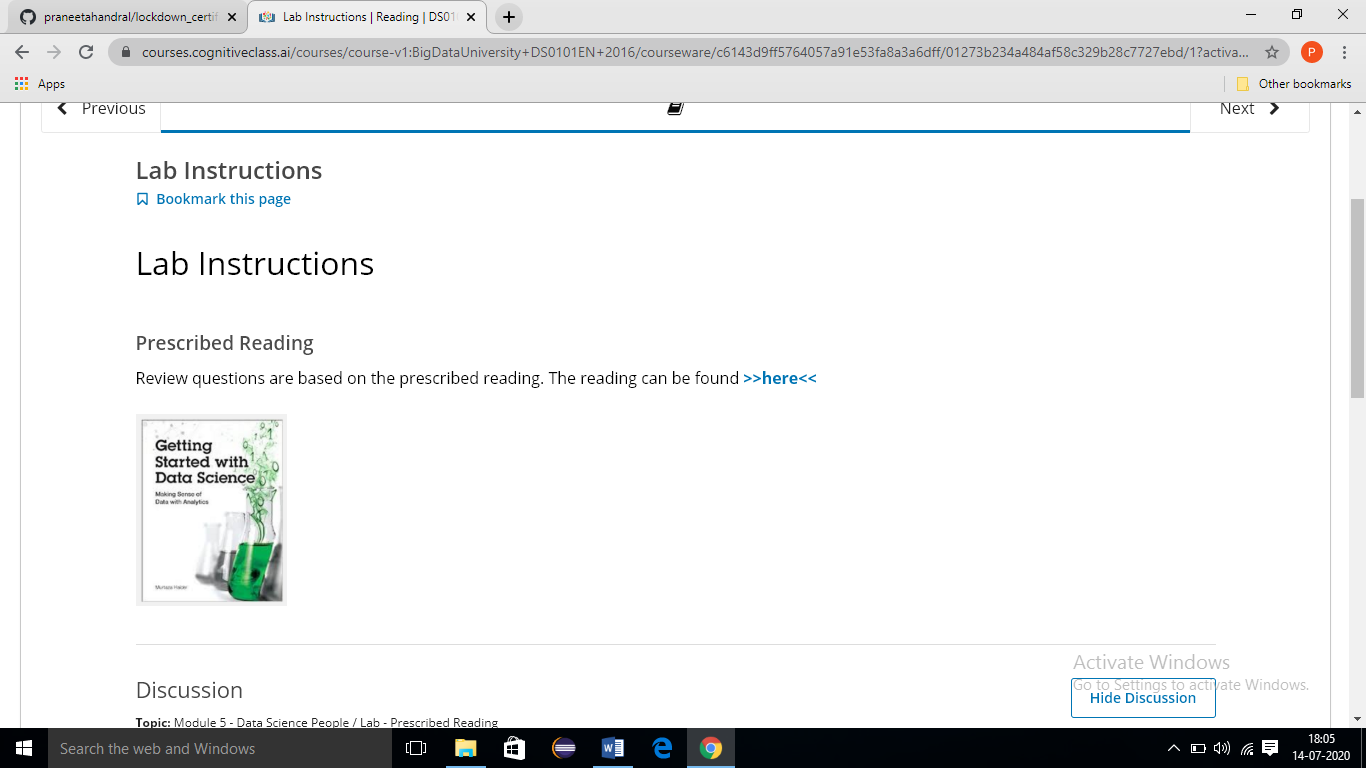 praneetahandral/lockdown_certif
Lab Instructions | Reading | DS01
courses.cognitiveclass.ai/courses/course-v1:BigDataUniversity+DS0101EN+2016/courseware/c6143d9ff5764057a91e53fa8a3a6dff/01273b234a484af58c329b28c7727ebd/1?activa...
P
Apps
Other bookmarks
Previous
Next
Lab Instructions
Bookmark this page
Lab Instructions
Prescribed Reading
Review questions are based on the prescribed reading. The reading can be found >>here<<
Getting
Started with
Data Science
Making Sense of
Data with Analytics
Murtaza Haider
Activate Windows
Go to Settings to activate Windows.
Discussion
Hide Discussion
Topic: Module 5 - Data Science People / Lab - Prescribed Reading
Search the web and Windows
18:05
14-07-2020